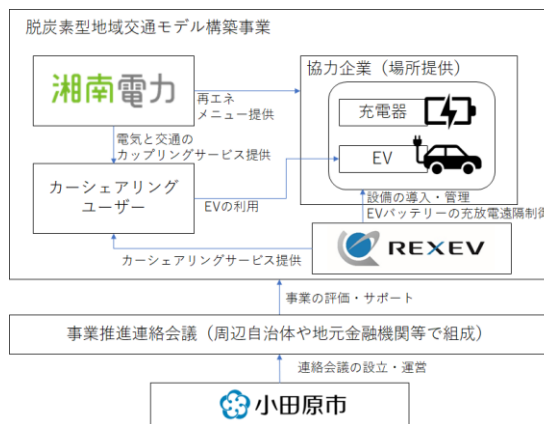 脱炭素型地域交通モデル構築事業
湘南電力
再エネ
メニュー提供
協力企業（場所提供）
充電器
EV
電気と交通の
カップリングサービス提供
カーシェアリング
ユーザー
EVの利用
設備の導入・管理
EVバッテリーの充放電遠隔制御
REXEV
カーシェアリングサービス提供
事業の評価・サポート
事業推進連絡会議（周辺自治体や地元金融機関等で組成）
連絡会議の設立・運営
小田原市